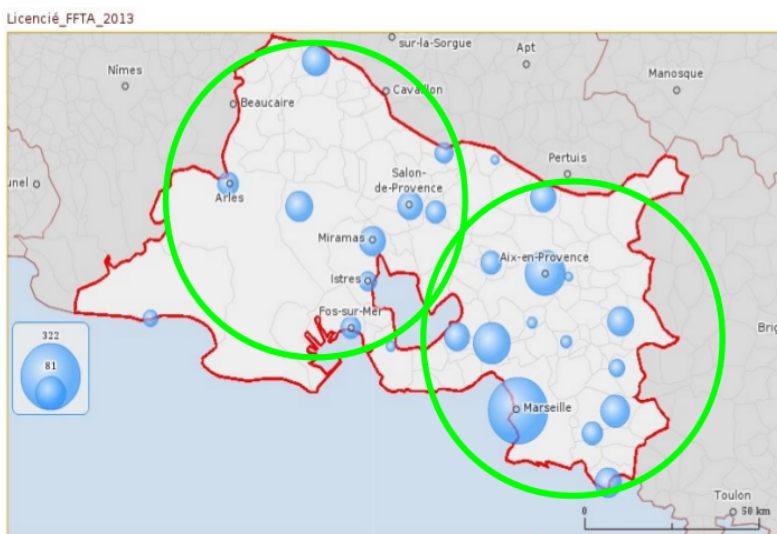 Licencié_FFTA_2013
sur-la-Sorgue
Apt
Nîmes
Manosque
Cavaillon
Beaucaire
Pertuis
unel
Salon-
de-Provence
Arles
Miramas
Aix-en-Provence
Istres
Fos-sur-Mer
Brig
322
81
Marseille
Toulon
0
50 km